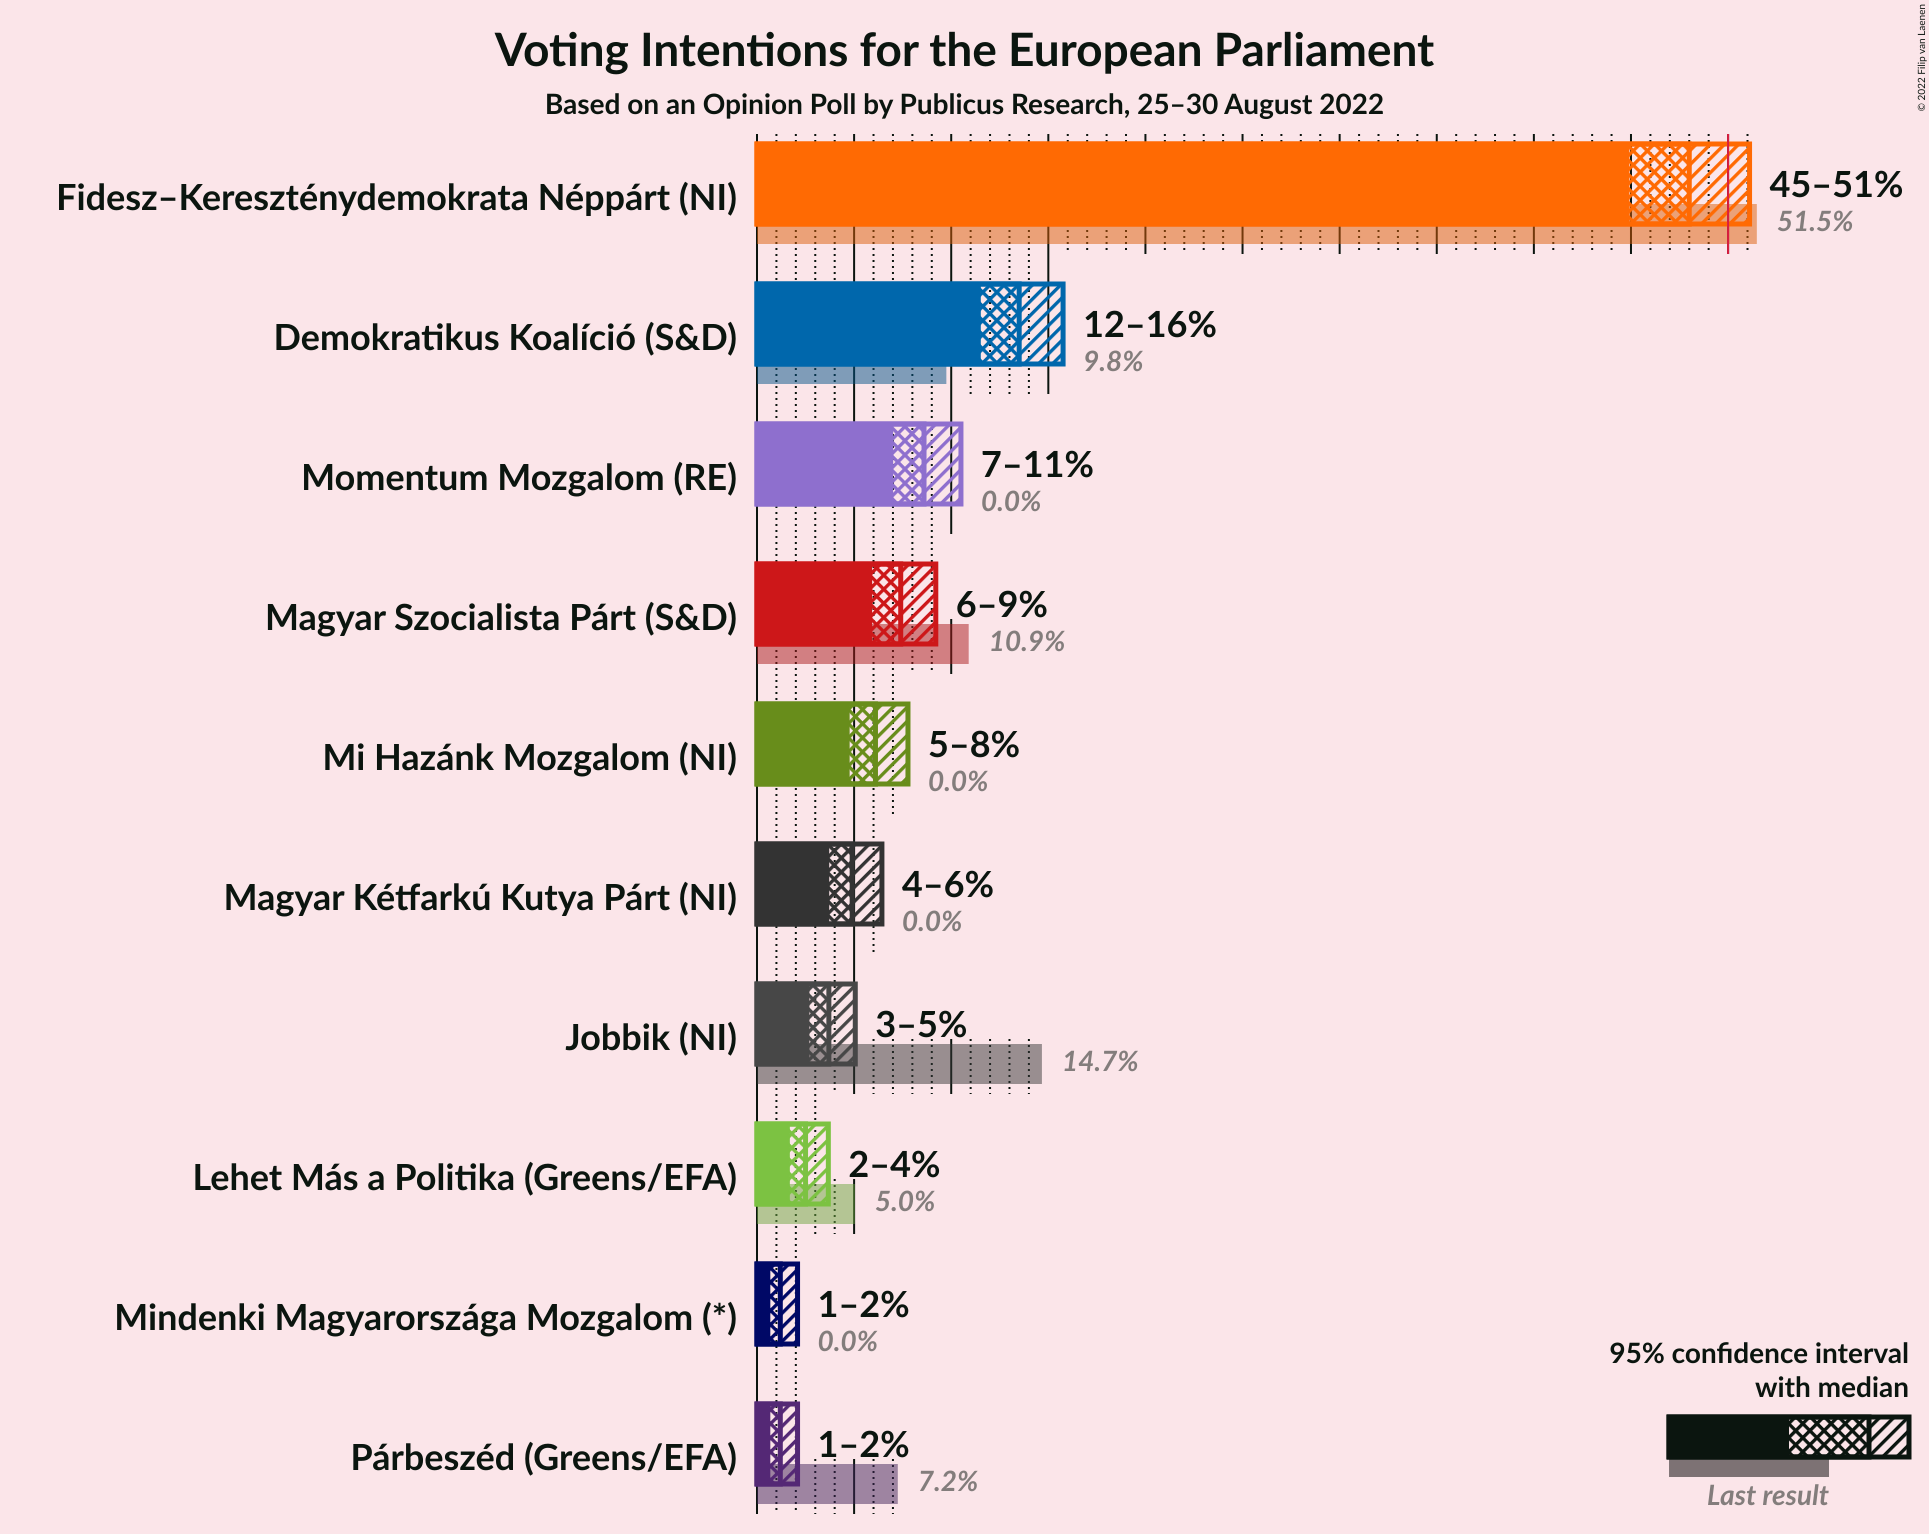 Voting Intentions for the European Parliament
Based on an Opinion Poll by Publicus Research, 25–30 August 2022
© 2022 Filip van Laenen
Fidesz–Kereszténydemokrata Néppárt (NI)
45–51%
51.5%
Demokratikus Koalíció (S&D)
12–16%
9.8%
Momentum Mozgalom (RE)
7–11%
0.0%
Magyar Szocialista Párt (S&D)
6–9%
10.9%
Mi Hazánk Mozgalom (NI)
5–8%
0.0%
Magyar Kétfarkú Kutya Párt (NI)
4–6%
0.0%
Jobbik (NI)
3–5%
14.7%
Lehet Más a Politika (Greens/EFA)
2–4%
5.0%
Mindenki Magyarországa Mozgalom (*)
1–2%
0.0%
Párbeszéd (Greens/EFA)
1–2%
7.2%
95% confidence interval
with median
Last result